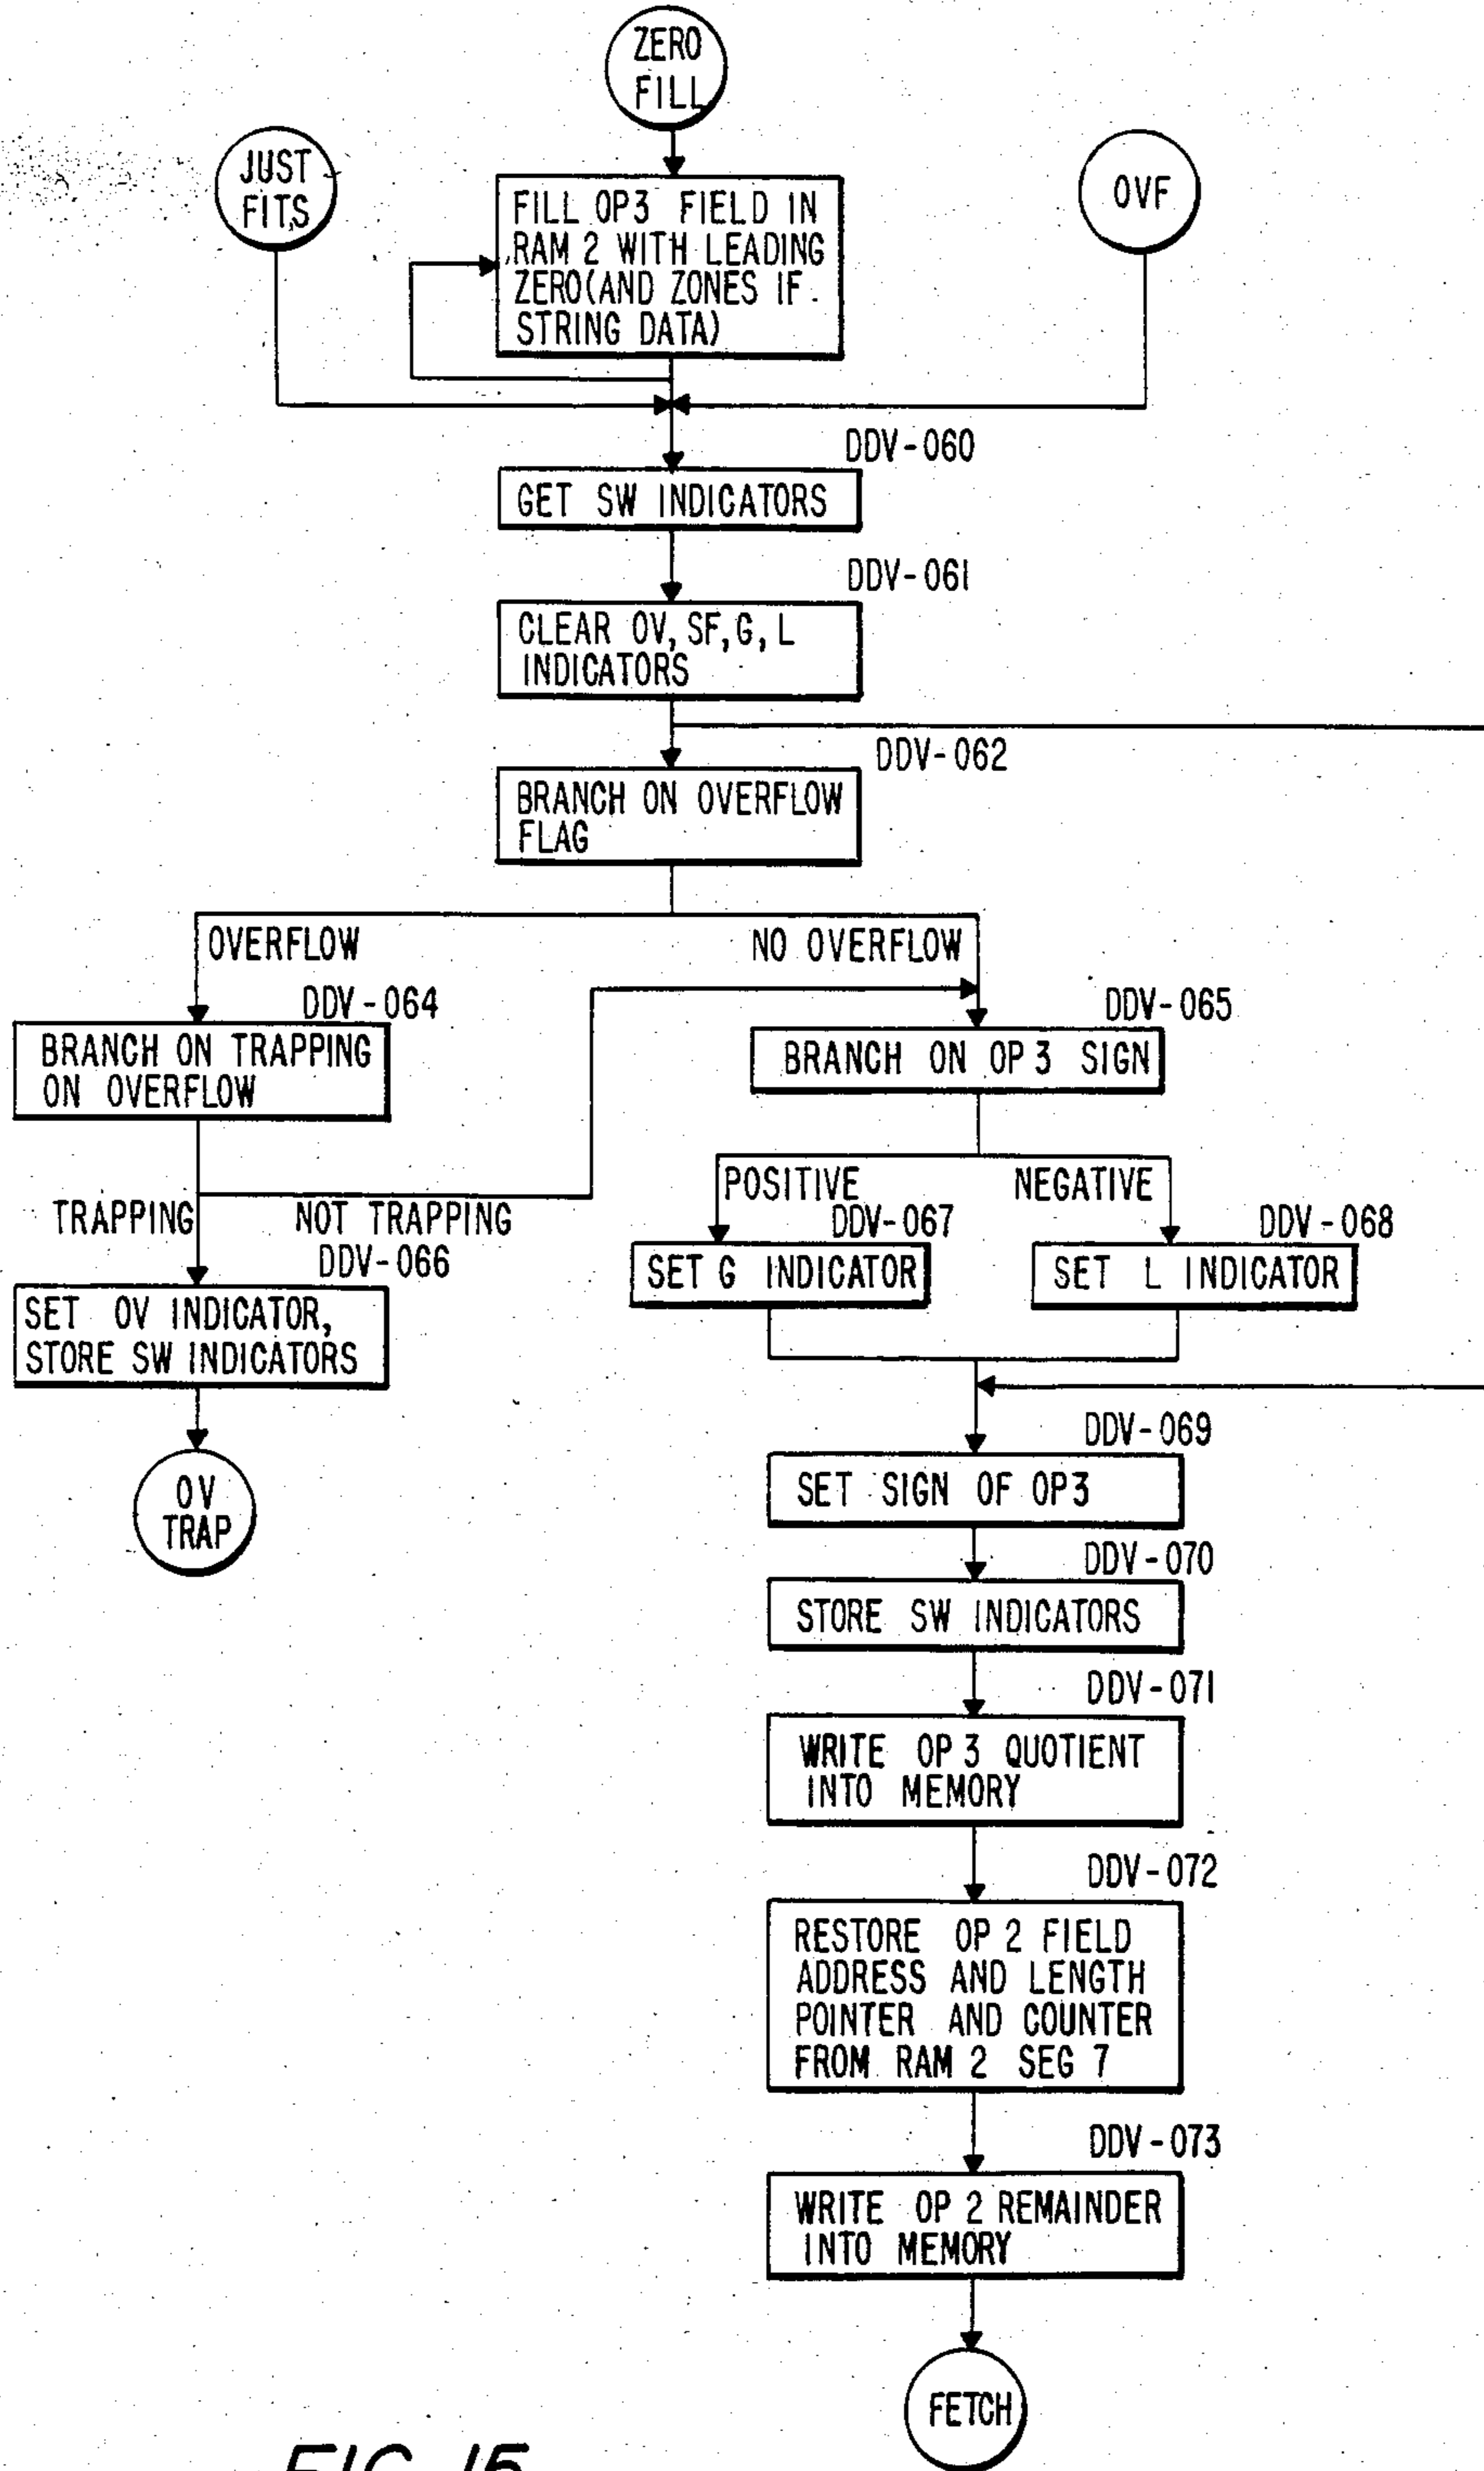 ZERO
FILL
JUST
FITS
OVF
FILL OP3 FIELD IN
RAM 2 WITH LEADING
ZERO(AND ZONES IF
STRING DATA)
DDV-060
GET SW INDICATORS
DDV-061
CLEAR OV, SF, G, L
INDICATORS
DDV-062
BRANCH ON OVERFLOW
FLAG
OVERFLOW
NO OVERFLOW
DDV-064
BRANCH ON TRAPPING
ON OVERFLOW
DDV-065
BRANCH ON OP3 SIGN
TRAPPING
NOT TRAPPING
POSITIVE
NEGATIVE
DDV-066
SET OV INDICATOR,
STORE SW INDICATORS
DDV-067
SET G INDICATOR
DDV-068
SET L INDICATOR
OV
TRAP
DDV-069
SET SIGN OF OP3
DDV-070
STORE SW INDICATORS
DDV-071
WRITE OP3 QUOTIENT
INTO MEMORY
DDV-072
RESTORE OP 2 FIELD
ADDRESS AND LENGTH
POINTER AND COUNTER
FROM RAM 2 SEG 7
DDV-073
WRITE OP 2 REMAINDER
INTO MEMORY
FETCH
FIG. 15